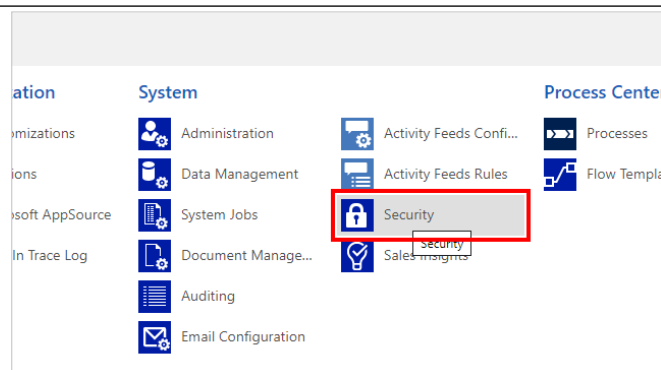 ation
System
Process Cente
omizations
Administration
Activity Feeds Confi...
Processes
ions
Data Management
Activity Feeds Rules
Flow Templa
osoft AppSource
System Jobs
Security
Security
In Trace Log
Document Manage...
Sales Insights
Auditing
Email Configuration